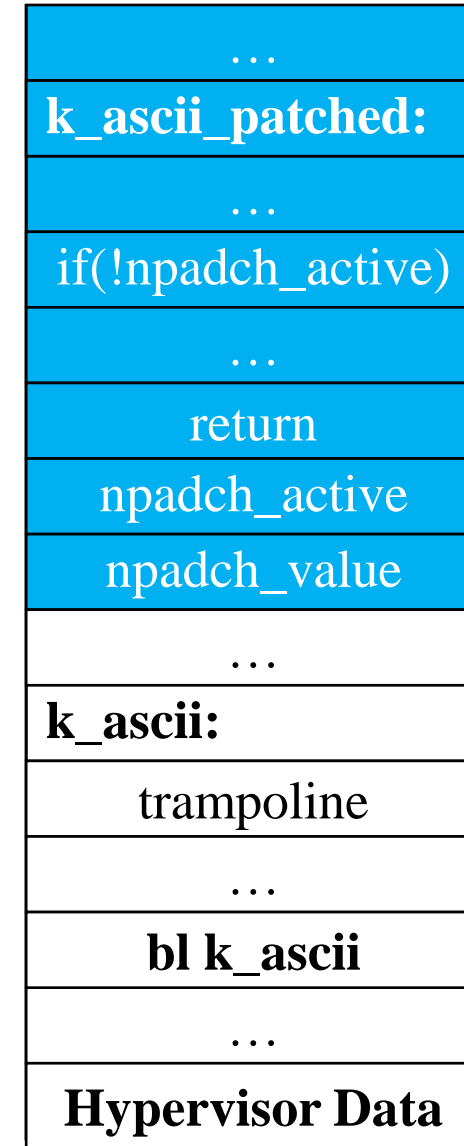 ...
k_ascii_patched:
...
if(!npadch_active)
...
return
npadch_active
npadch_value
...
k_ascii:
trampoline
...
bl k_ascii
...
Hypervisor Data